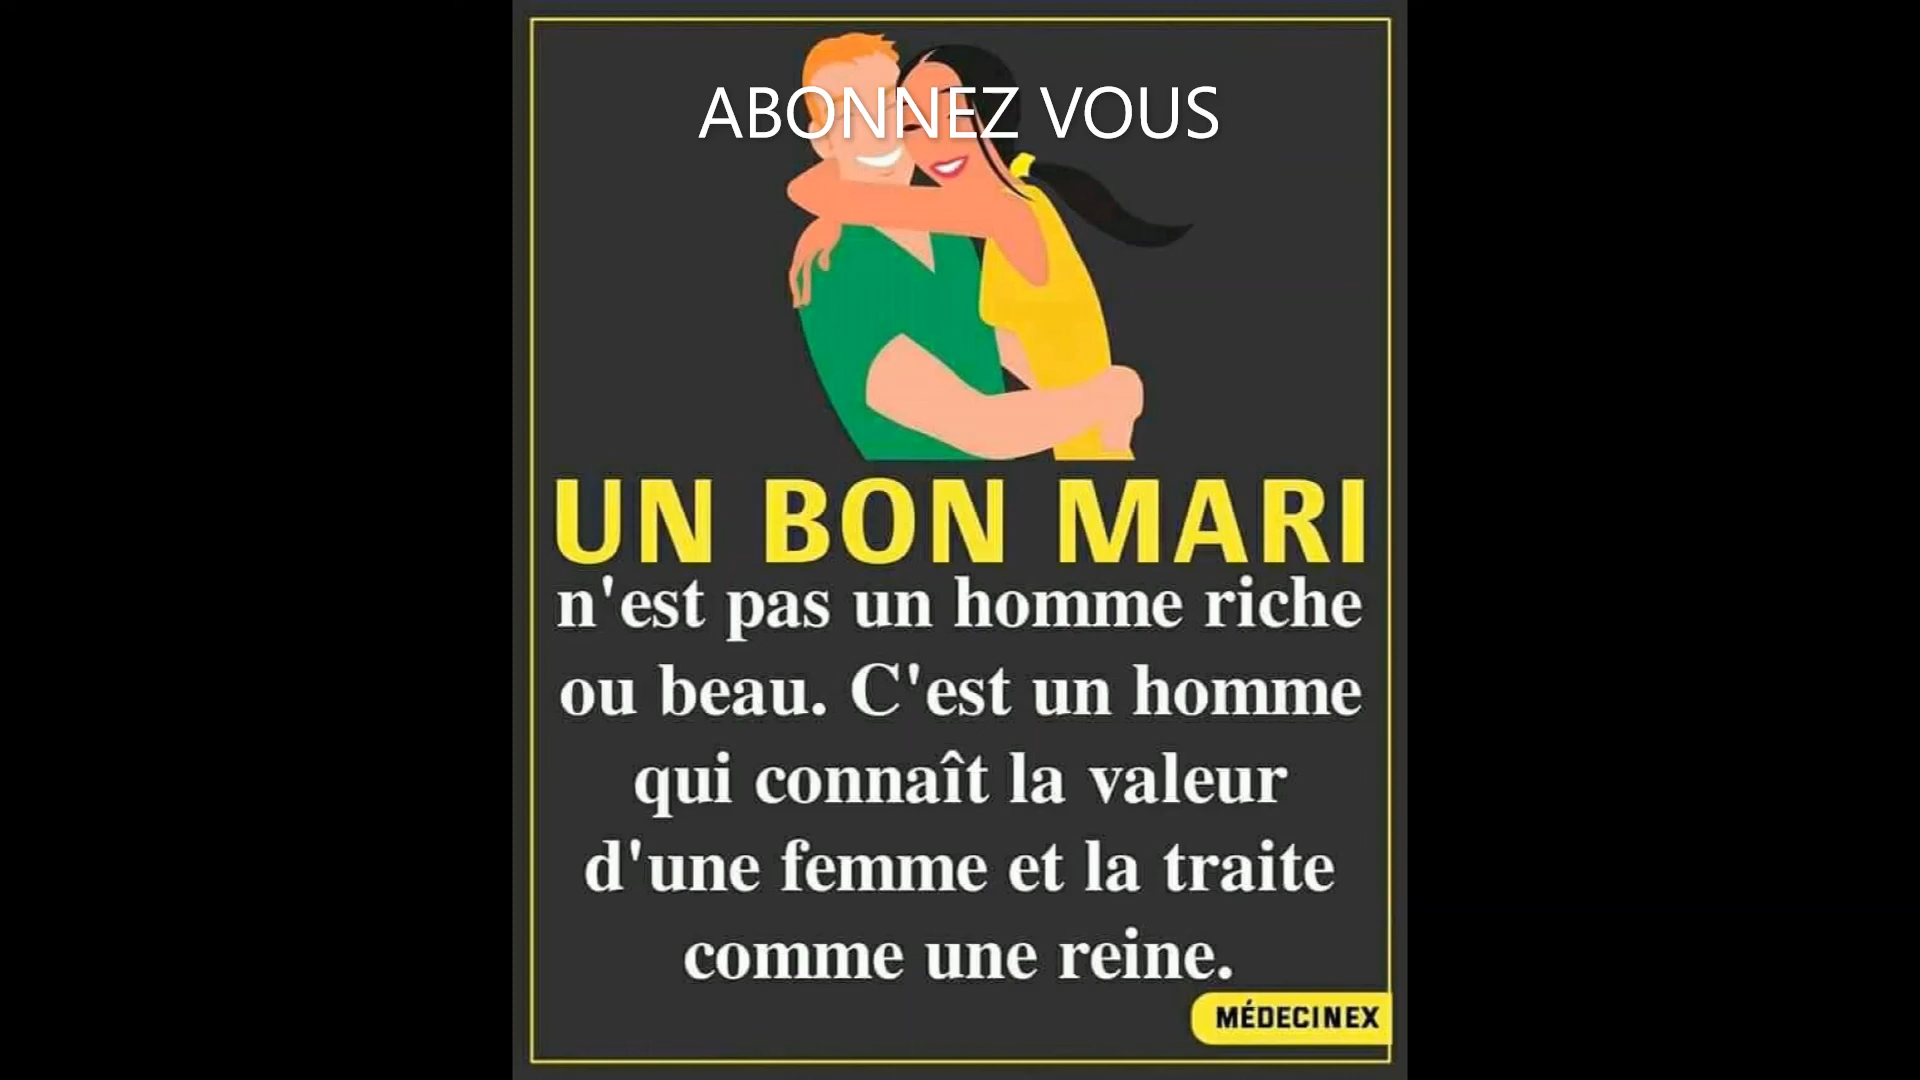 ABONNEZ VOUS
UN BON MARI
n'est pas un homme riche
ou beau. C'est un homme
qui connaît la valeur
d'une femme et la traite
comme une reine.
MÉDECINEX